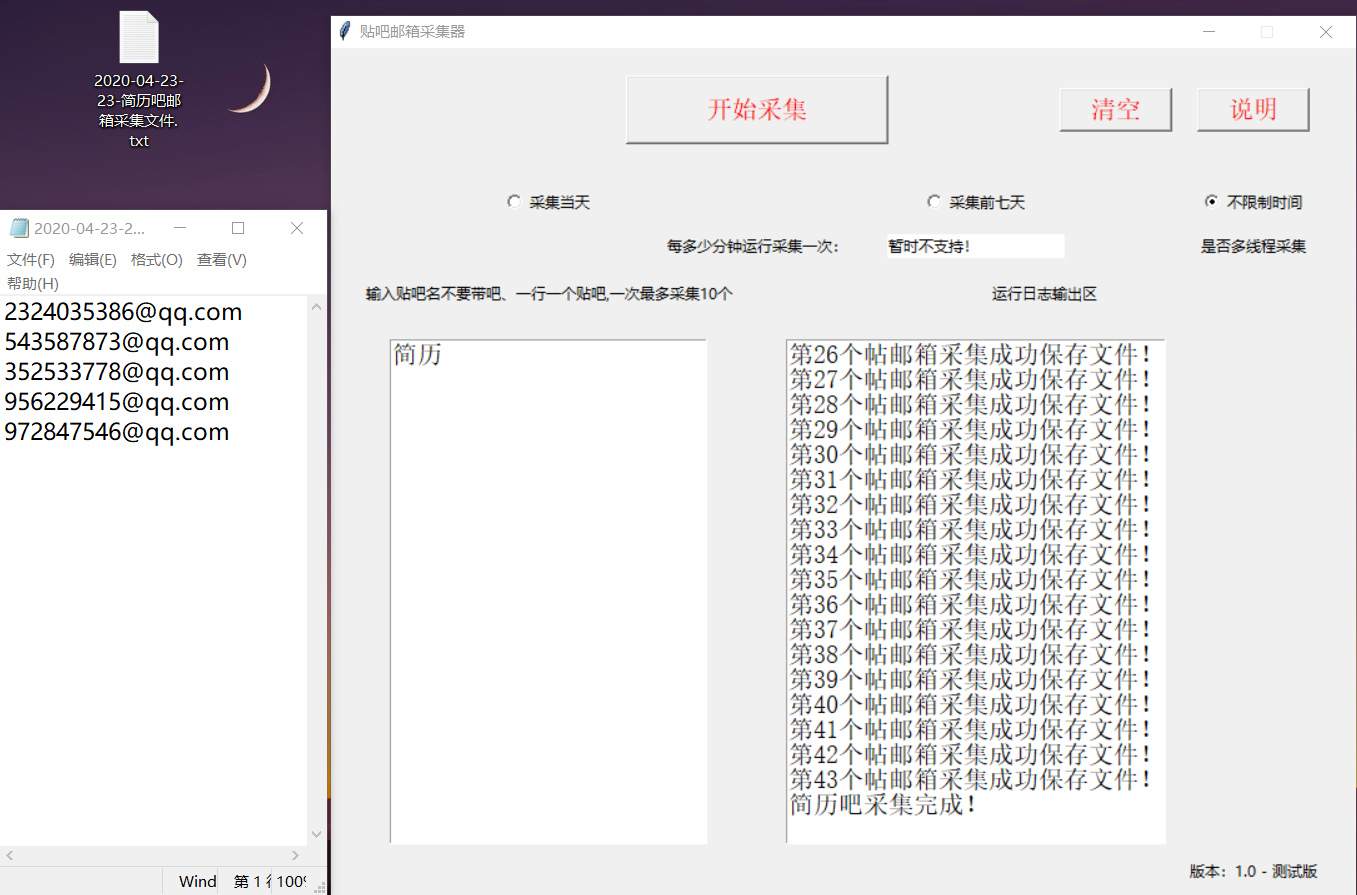 2020-04-23-
23-简历吧邮
箱采集文件.
txt
2020-04-23-2...
文件(F) 编辑(E) 格式(O) 查看(V)
帮助(H)
2324035386@qq.com
543587873@qq.com
352533778@qq.com
956229415@qq.com
972847546@qq.com
Wind 第 1 行 100%
贴吧邮箱采集器
开始采集 清空 说明
采集当天 采集前七天 不限制时间
每多少分钟运行采集一次： 暂时不支持！ 是否多线程采集
输入贴吧名不要带吧、一行一个贴吧,一次最多采集10个 运行日志输出区
简历
第26个帖邮箱采集成功保存文件！
第27个帖邮箱采集成功保存文件！
第28个帖邮箱采集成功保存文件！
第29个帖邮箱采集成功保存文件！
第30个帖邮箱采集成功保存文件！
第31个帖邮箱采集成功保存文件！
第32个帖邮箱采集成功保存文件！
第33个帖邮箱采集成功保存文件！
第34个帖邮箱采集成功保存文件！
第35个帖邮箱采集成功保存文件！
第36个帖邮箱采集成功保存文件！
第37个帖邮箱采集成功保存文件！
第38个帖邮箱采集成功保存文件！
第39个帖邮箱采集成功保存文件！
第40个帖邮箱采集成功保存文件！
第41个帖邮箱采集成功保存文件！
第42个帖邮箱采集成功保存文件！
第43个帖邮箱采集成功保存文件！
简历吧采集完成！
版本：1.0 - 测试版